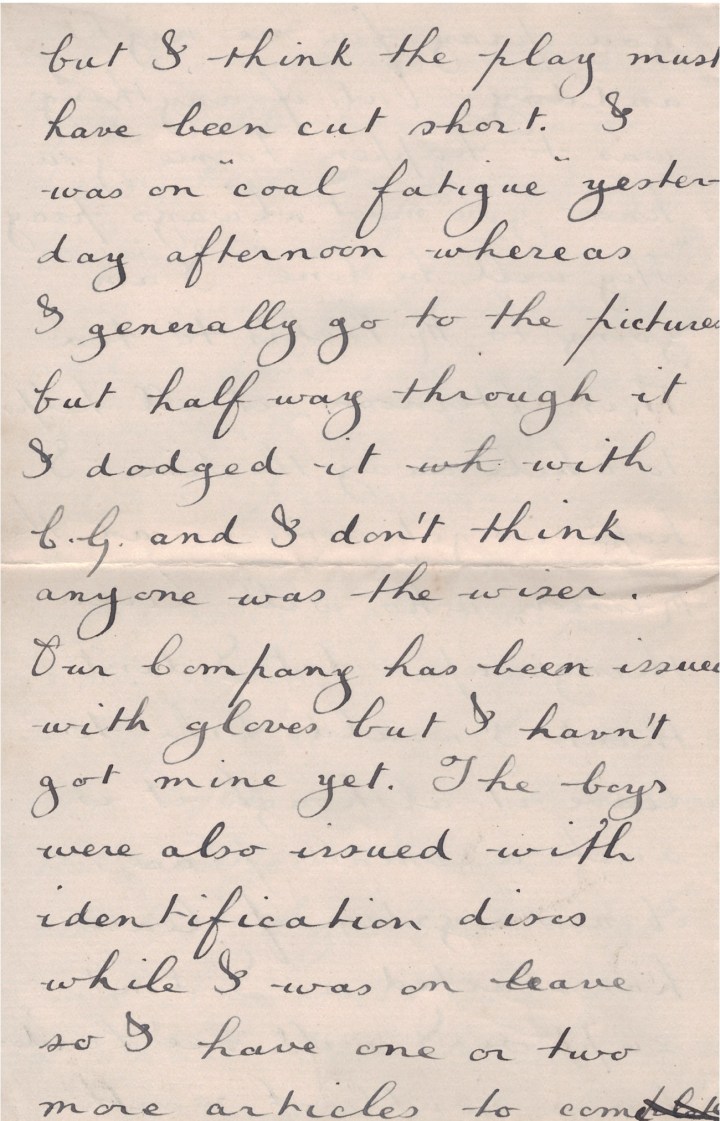 but I think the play must
have been cut short. I
was on "coal fatigue" yester-
day afternoon whereas
I generally go to the pictures
but half way through it
I dodged it wh with
C.G. and I don't think
anyone was the wiser.
Our Company has been issued
with gloves but I havn't
got mine yet. The boys
were also issued with
identification discs
while I was on leave
so I have one or two
more articles to